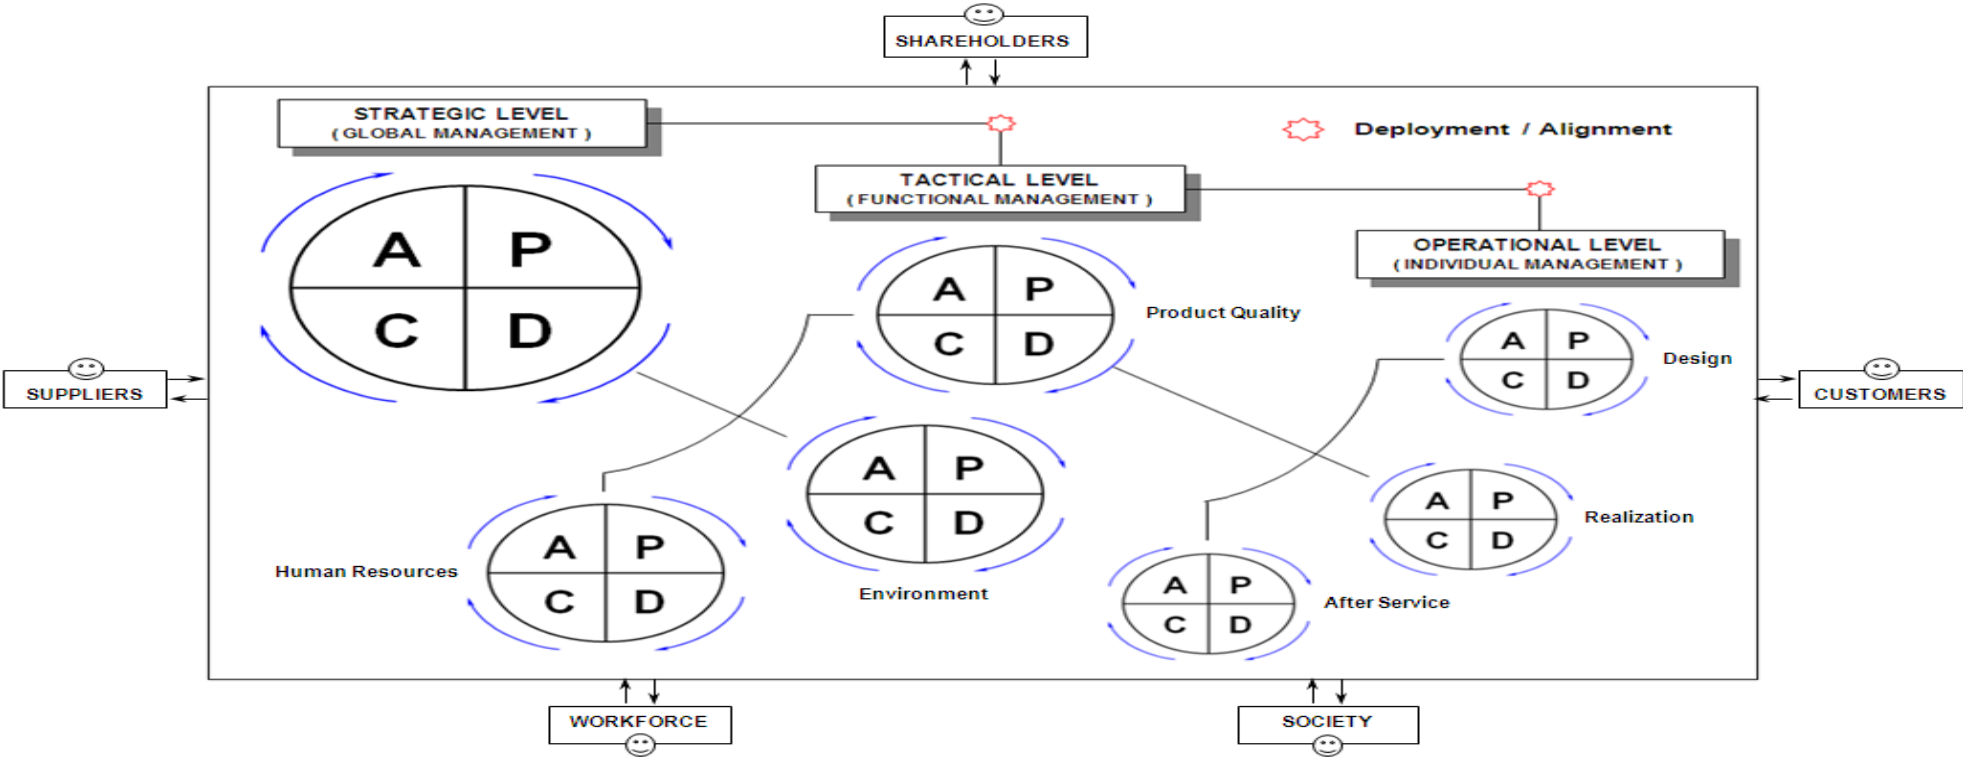 SHAREHOLDERS
STRATEGIC LEVEL
( GLOBAL MANAGEMENT )
Deployment / Alignment
TACTICAL LEVEL
( FUNCTIONAL MANAGEMENT )
OPERATIONAL LEVEL
( INDIVIDUAL MANAGEMENT )
A P
C D
A P
C D
Product Quality
A P
C D
Design
SUPPLIERS
CUSTOMERS
A P
C D
Environment
A P
C D
Realization
A P
C D
Human Resources
A P
C D
After Service
WORKFORCE
SOCIETY